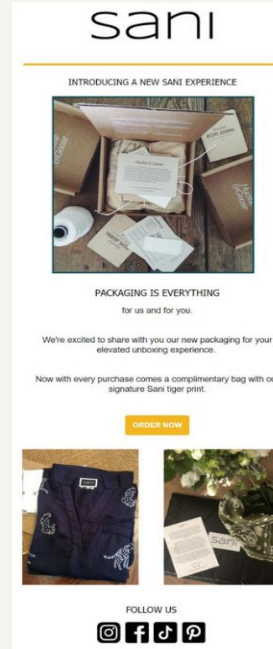 sani
INTRODUCING A NEW SANI EXPERIENCE
PACKAGING IS EVERYTHING
for us and for you.
We're excited to share with you our new packaging for your
elevated unboxing experience.
Now with every purchase comes a complimentary bag with ou
signature Sani tiger print.
ORDER NOW
SANI
sani
FOLLOW US